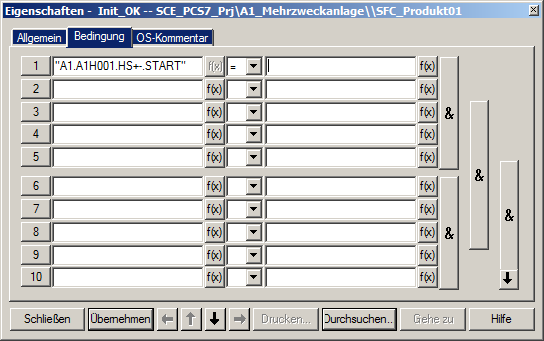 Eigenschaften - Init_OK -- SCE_PCS7_Prj\A1_Mehrzweckanlage\\SFC_Produkt01
Allgemein Bedingung OS-Kommentar
1 "A1.A1H001.HS+-.START" f(x) = f(x)
2 f(x) f(x)
3 f(x) f(x)
&
4 f(x) f(x)
5 f(x) f(x)
&
6 f(x) f(x)
7 f(x) f(x)
&
8 f(x) f(x)
&
9 f(x) f(x)
10 f(x) f(x)
Schließen Übernehmen Drucken... Durchsuchen... Gehe zu Hilfe